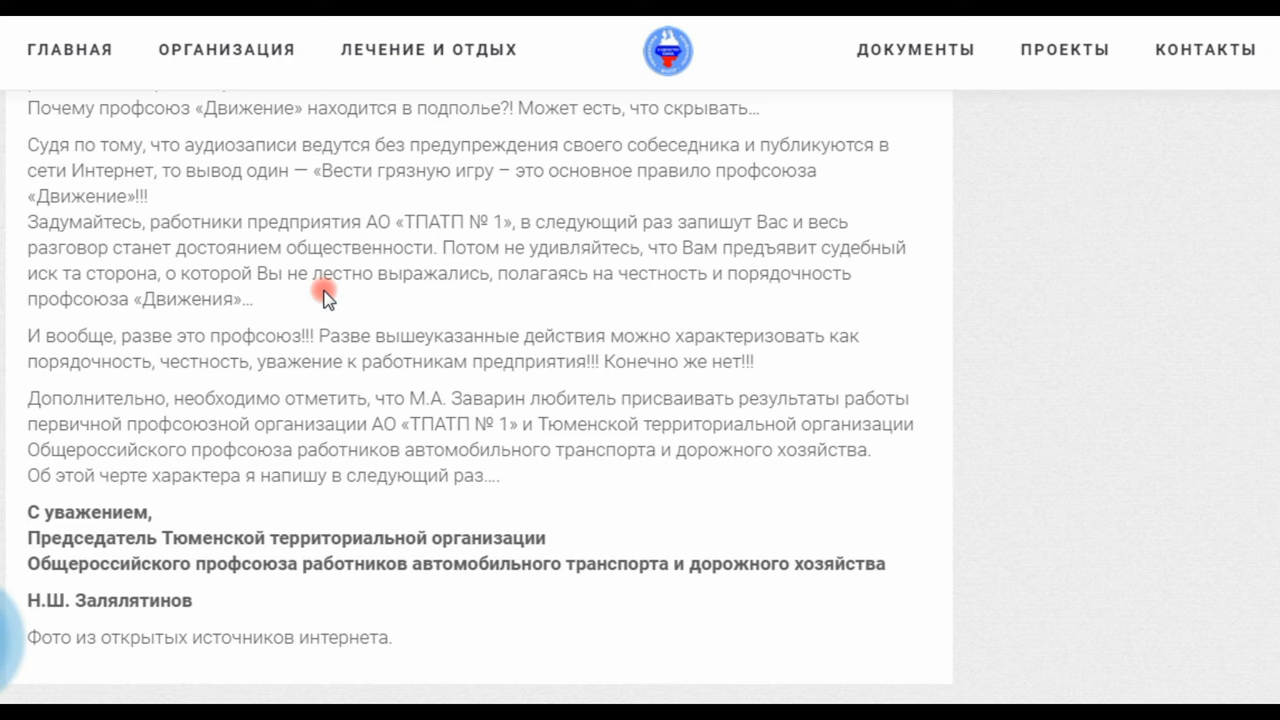 ГЛАВНАЯ ОРГАНИЗАЦИЯ ЛЕЧЕНИЕ И ОТДЫХ ДОКУМЕНТЫ ПРОЕКТЫ КОНТАКТЫ
Почему профсоюз «Движение» находится в подполье?! Может есть, что скрывать…
Судя по тому, что аудиозаписи ведутся без предупреждения своего собеседника и публикуются в
сети Интернет, то вывод один — «Вести грязную игру – это основное правило профсоюза
«Движение»!!!
Задумайтесь, работники предприятия АО «ТПАТП № 1», в следующий раз запишут Вас и весь
разговор станет достоянием общественности. Потом не удивляйтесь, что Вам предъявит судебный
иск та сторона, о которой Вы не лестно выражались, полагаясь на честность и порядочность
профсоюза «Движения»…
И вообще, разве это профсоюз!!! Разве вышеуказанные действия можно характеризовать как
порядочность, честность, уважение к работникам предприятия!!! Конечно же нет!!!
Дополнительно, необходимо отметить, что М.А. Заварин любитель присваивать результаты работы
первичной профсоюзной организации АО «ТПАТП № 1» и Тюменской территориальной организации
Общероссийского профсоюза работников автомобильного транспорта и дорожного хозяйства.
Об этой черте характера я напишу в следующий раз….
С уважением,
Председатель Тюменской территориальной организации
Общероссийского профсоюза работников автомобильного транспорта и дорожного хозяйства
Н.Ш. Залялятинов
Фото из открытых источников интернета.